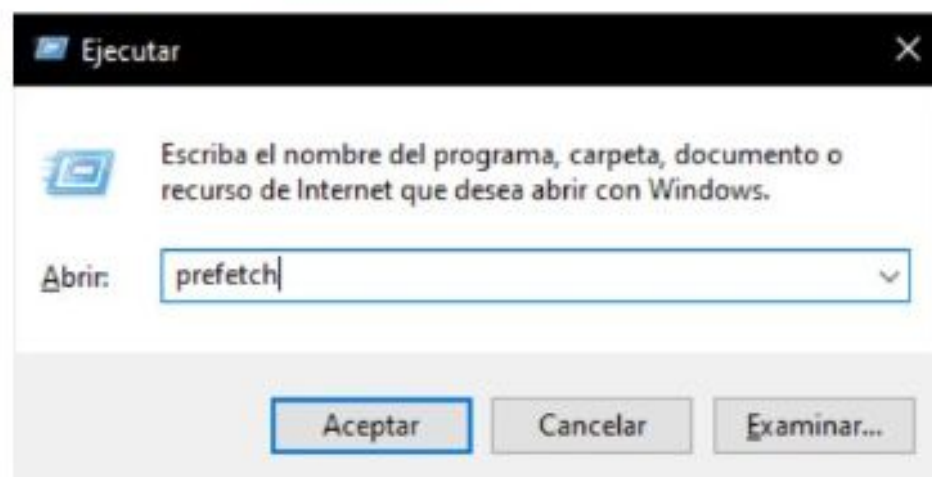 Ejecutar
Escriba el nombre del programa, carpeta, documento o
recurso de Internet que desea abrir con Windows.
Abrir: prefetch
Aceptar Cancelar Examinar...